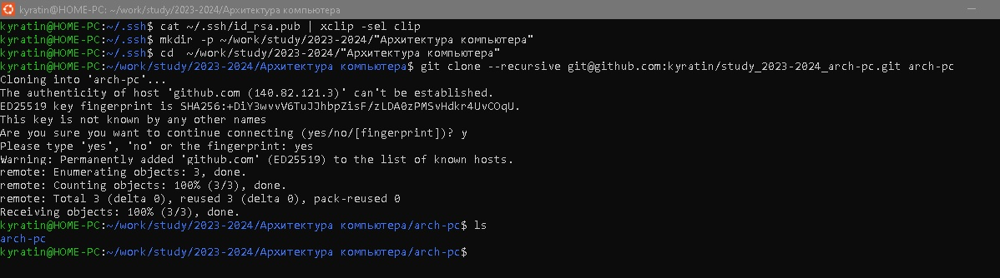 kyratin@HOME-PC: ~/work/study/2023-2024/Архитектура компьютера
kyratin@HOME-PC:~/.ssh$ cat ~/.ssh/id_rsa.pub | xclip -sel clip
kyratin@HOME-PC:~/.ssh$ mkdir -p ~/work/study/2023-2024/"Архитектура компьютера"
kyratin@HOME-PC:~/.ssh$ cd  ~/work/study/2023-2024/"Архитектура компьютера"
kyratin@HOME-PC:~/work/study/2023-2024/Архитектура компьютера$ git clone --recursive git@github.com:kyratin/study_2023-2024_arch-pc.git arch-pc
Cloning into 'arch-pc'...
The authenticity of host 'github.com (140.82.121.3)' can't be established.
ED25519 key fingerprint is SHA256:+DiY3wvvV6TuJJhbpZisF/zLDA0zPMSvHdkr4UvCOqU.
This key is not known by any other names
Are you sure you want to continue connecting (yes/no/[fingerprint])? y
Please type 'yes', 'no' or the fingerprint: yes
Warning: Permanently added 'github.com' (ED25519) to the list of known hosts.
remote: Enumerating objects: 3, done.
remote: Counting objects: 100% (3/3), done.
remote: Total 3 (delta 0), reused 3 (delta 0), pack-reused 0
Receiving objects: 100% (3/3), done.
kyratin@HOME-PC:~/work/study/2023-2024/Архитектура компьютера/arch-pc$ ls
arch-pc
kyratin@HOME-PC:~/work/study/2023-2024/Архитектура компьютера/arch-pc$